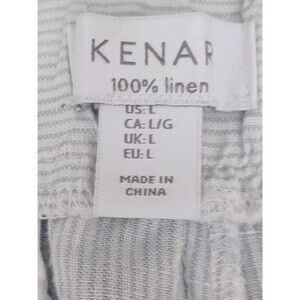 KENAR
100% linen
US: L
CA: L/G
UK: L
EU: L
MADE IN
CHINA